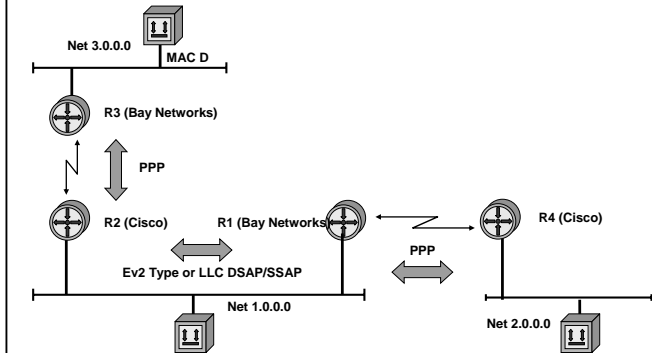 Net 3.0.0.0
MAC D
R3 (Bay Networks)
PPP
R2 (Cisco)
R1 (Bay Networks)
R4 (Cisco)
PPP
Ev2 Type or LLC DSAP/SSAP
Net 1.0.0.0
Net 2.0.0.0